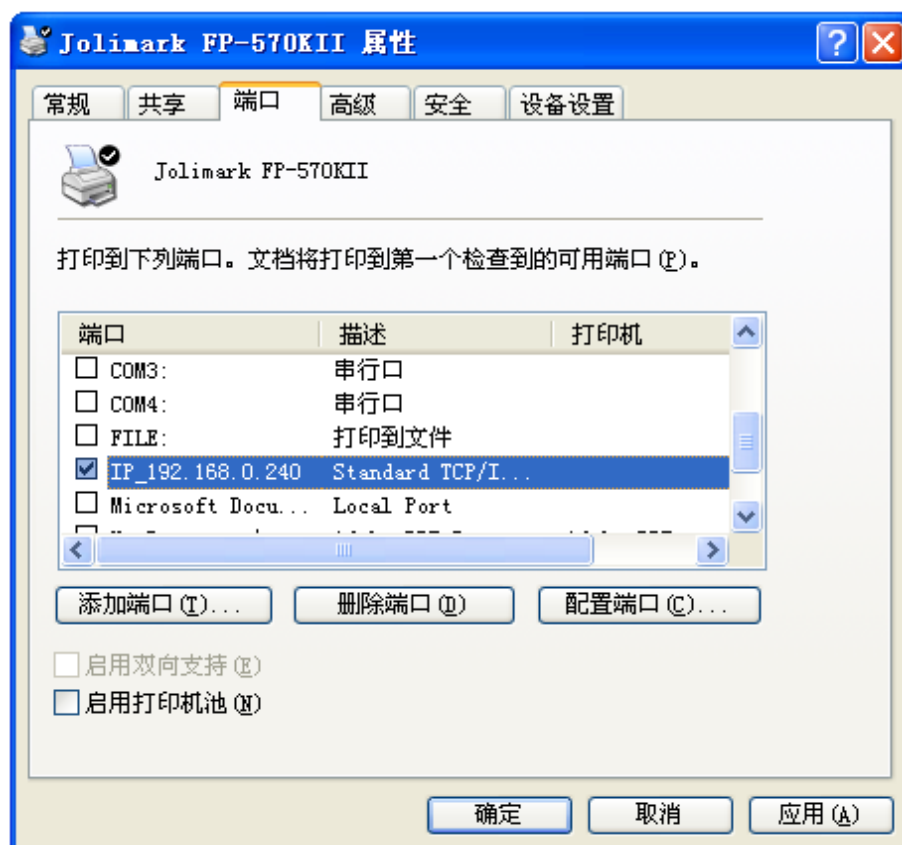 Jolimark FP-570KII 属性
常规 共享 端口 高级 安全 设备设置
Jolimark FP-570KII
打印到下列端口。文档将打印到第一个检查到的可用端口(P)。
端口 描述 打印机
COM3: 串行口
COM4: 串行口
FILE: 打印到文件
IP_192.168.0.240 Standard TCP/I...
Microsoft Docu... Local Port
添加端口(T)... 删除端口(D) 配置端口(C)...
启用双向支持(E)
启用打印机池(N)
确定 取消 应用(A)